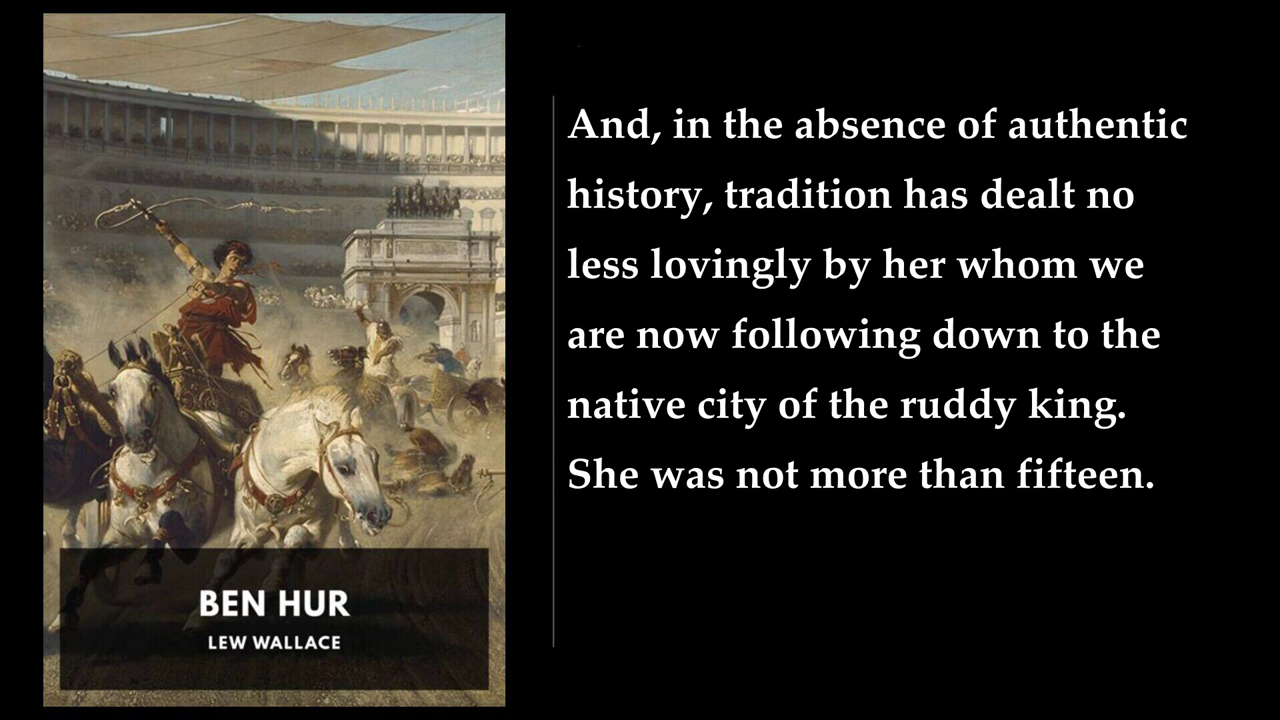 And, in the absence of authentic
history, tradition has dealt no
less lovingly by her whom we
are now following down to the
native city of the ruddy king.
She was not more than fifteen.
BEN HUR
LEW WALLACE